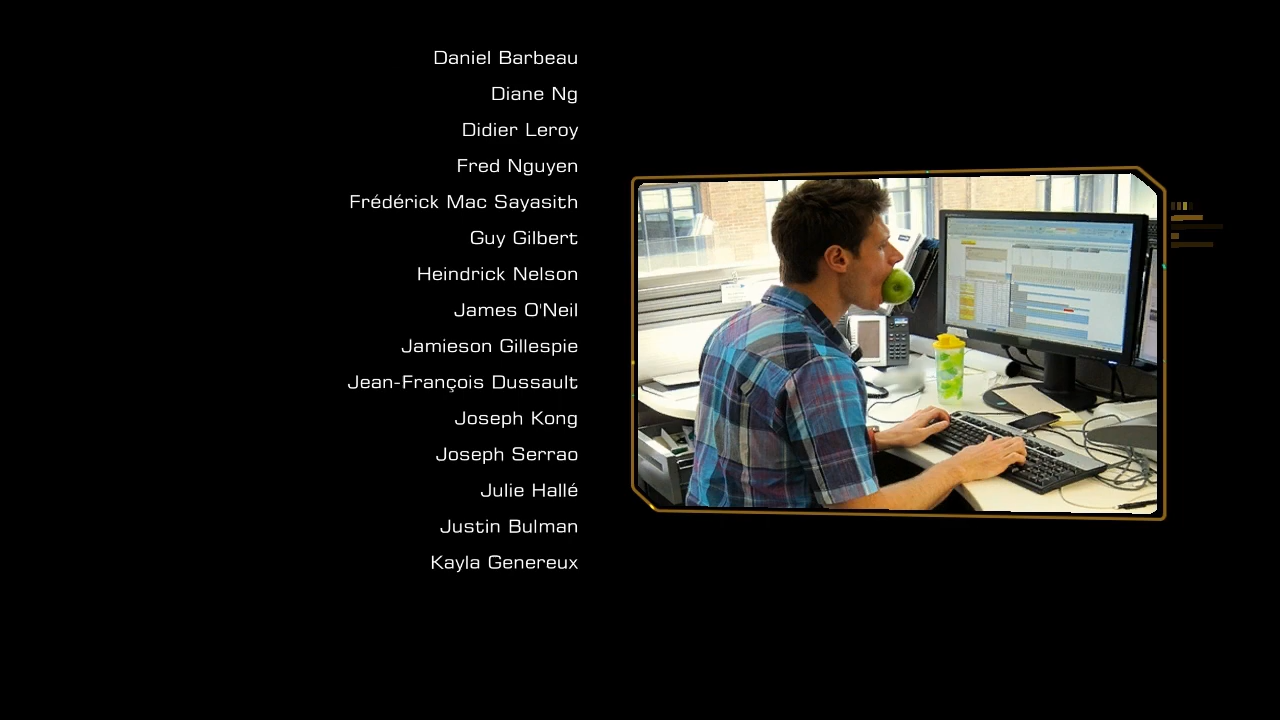 Daniel Barbeau
Diane Ng
Didier Leroy
Fred Nguyen
Frédérick Mac Sayasith
Guy Gilbert
Heindrick Nelson
James O'Neil
Jamieson Gillespie
Jean-François Dussault
Joseph Kong
Joseph Serrao
Julie Hallé
Justin Bulman
Kayla Genereux